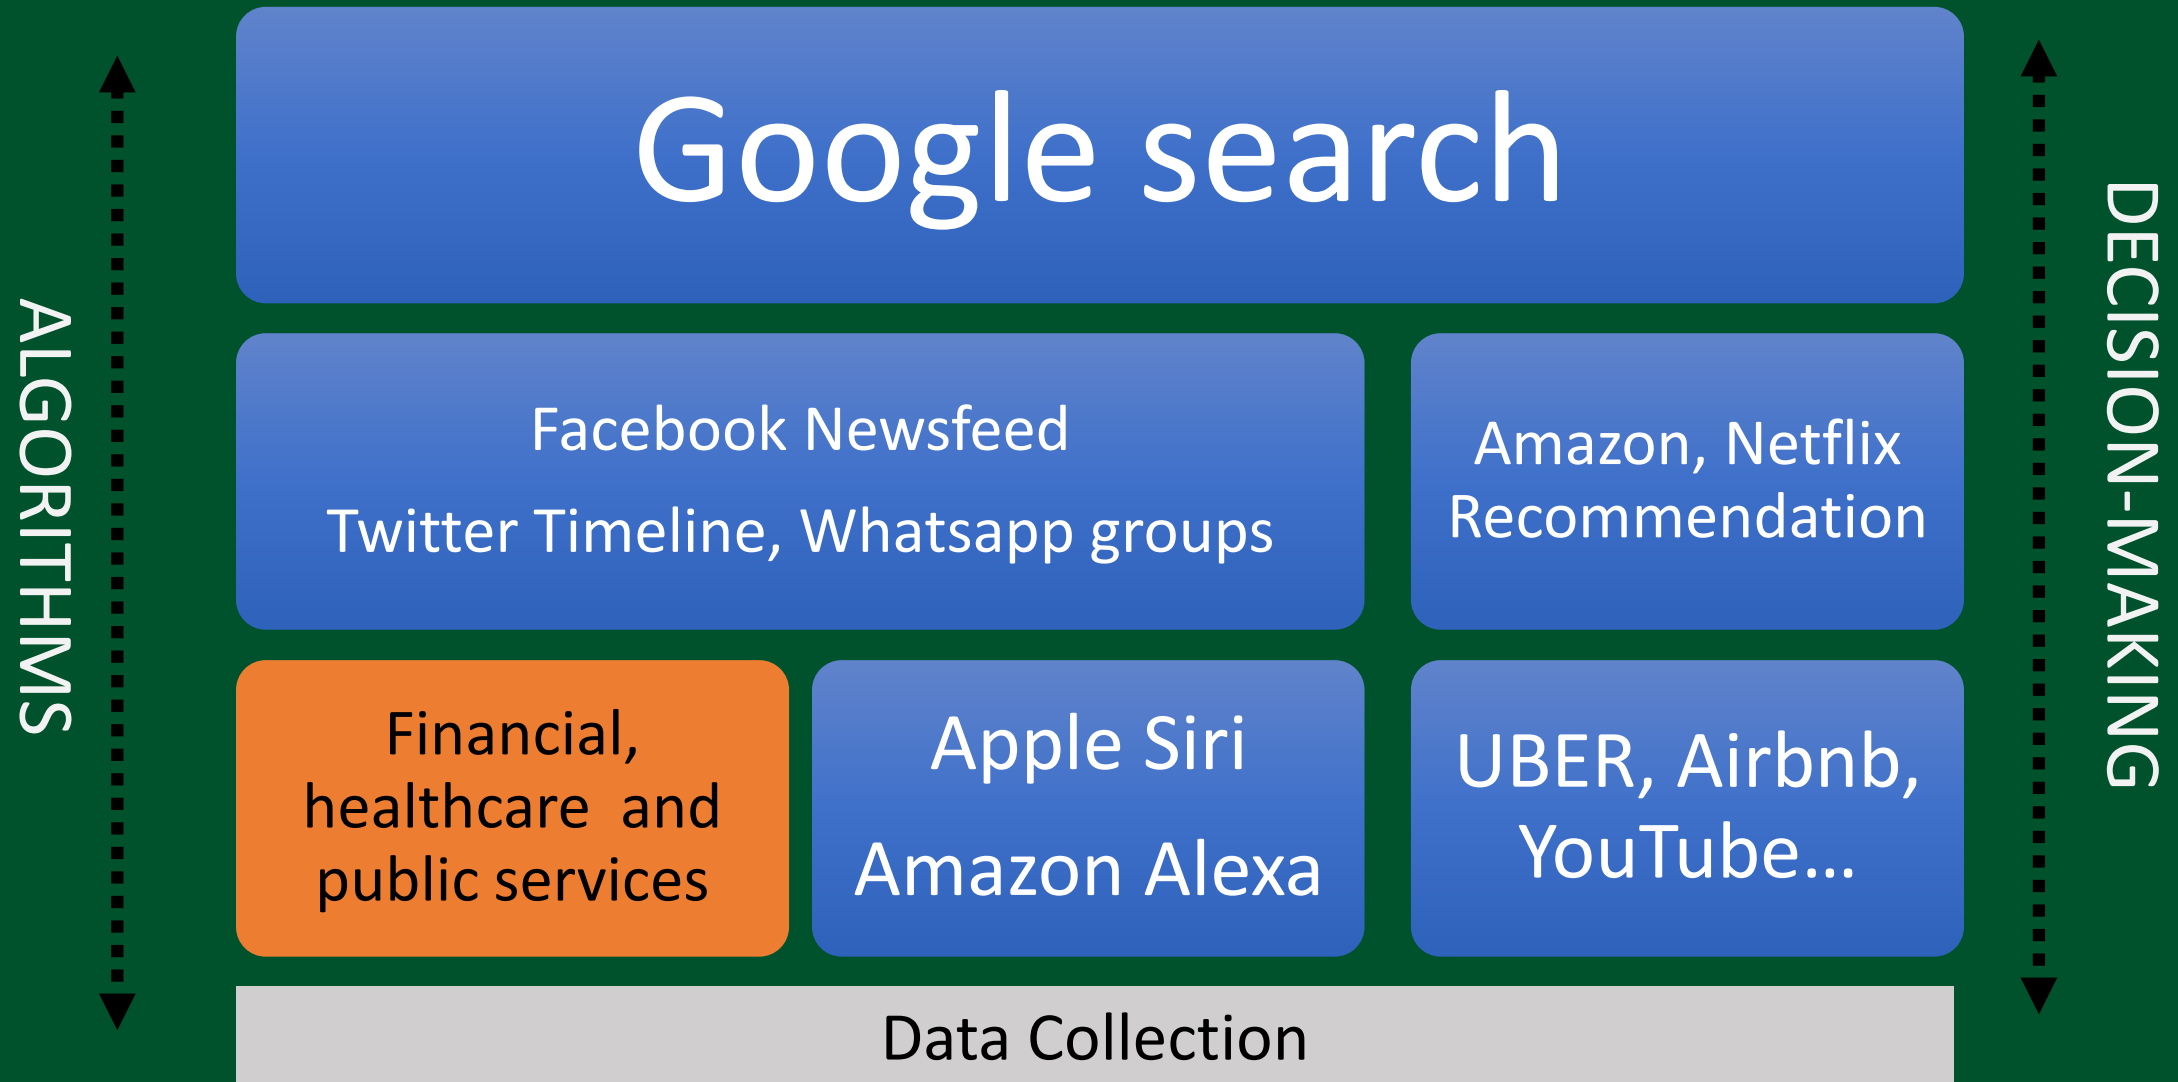 Google search
ALGORITHMS
DECISION-MAKING
Facebook Newsfeed
Twitter Timeline, Whatsapp groups
Amazon, Netflix
Recommendation
Financial,
healthcare  and
public services
Apple Siri
Amazon Alexa
UBER, Airbnb,
YouTube...
Data Collection